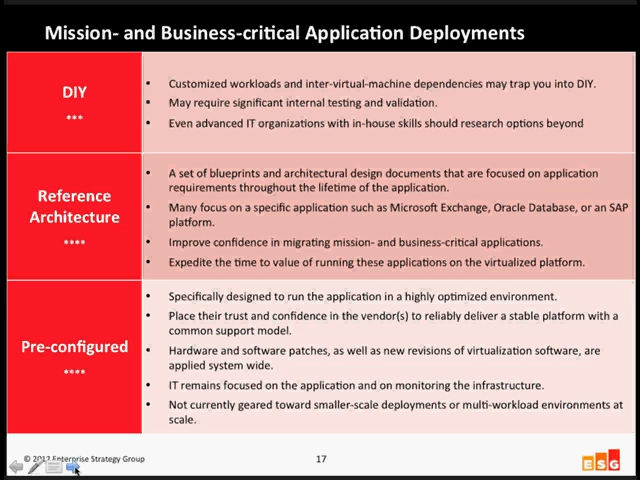 Mission- and Business-critical Application Deployments
DIY
***
• Customized workloads and inter-virtual-machine dependencies may trap you into DIY.
• May require significant internal testing and validation.
• Even advanced IT organizations with in-house skills should research options beyond
Reference
Architecture
****
• A set of blueprints and architectural design documents that are focused on application
requirements throughout the lifetime of the application.
• Many focus on a specific application such as Microsoft Exchange, Oracle Database, or an SAP
platform.
• Improve confidence in migrating mission- and business-critical applications.
• Expedite the time to value of running these applications on the virtualized platform.
Pre-configured
****
• Specifically designed to run the application in a highly optimized environment.
• Place their trust and confidence in the vendor(s) to reliably deliver a stable platform with a
common support model.
• Hardware and software patches, as well as new revisions of virtualization software, are
applied system wide.
• IT remains focused on the application and on monitoring the infrastructure.
• Not currently geared toward smaller-scale deployments or multi-workload environments at
scale.
© Enterprise Strategy Group
17
ESG